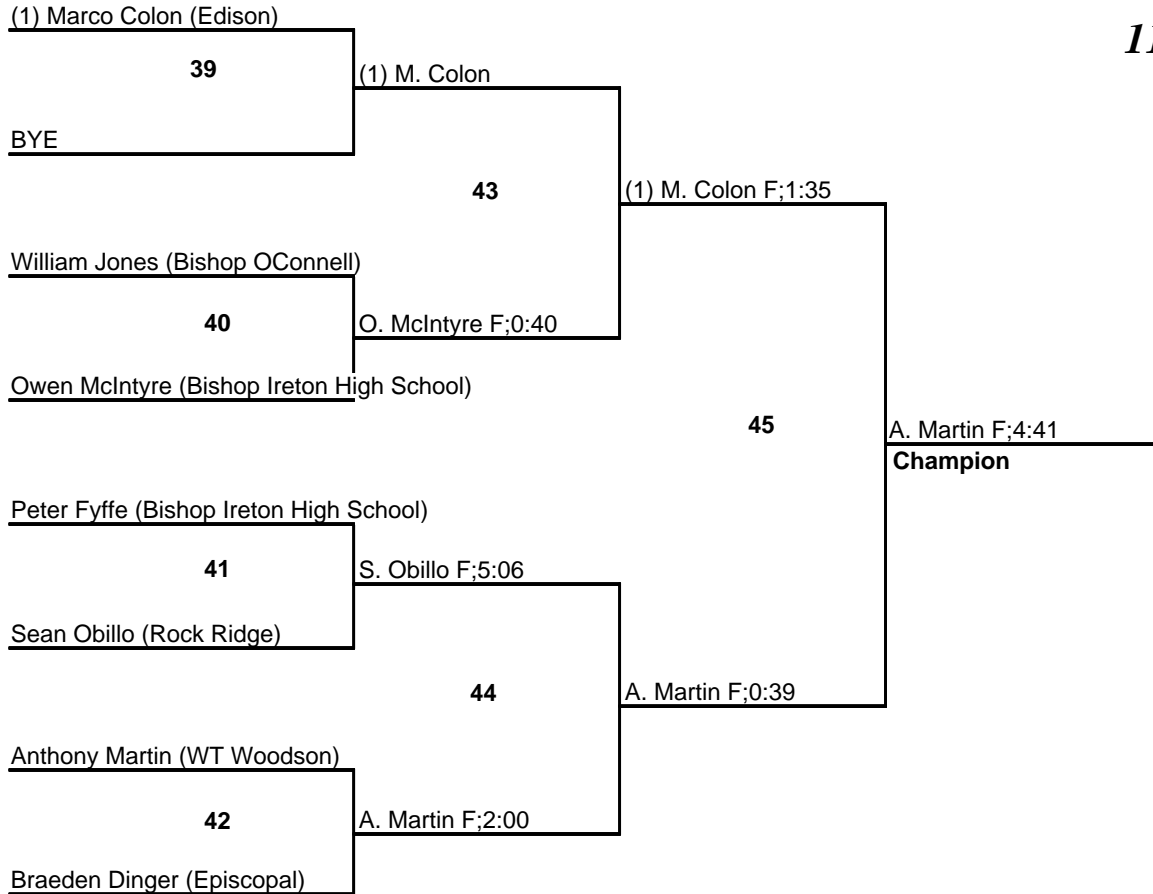 (1) Marco Colon (Edison)
11
39
(1) M. Colon
BYE
43
(1) M. Colon F;1:35
William Jones (Bishop OConnell)
40
O. McIntyre F;0:40
Owen McIntyre (Bishop Ireton High School)
45
A. Martin F;4:41
Champion
Peter Fyffe (Bishop Ireton High School)
41
S. Obillo F;5:06
Sean Obillo (Rock Ridge)
44
A. Martin F;0:39
Anthony Martin (WT Woodson)
42
A. Martin F;2:00
Braeden Dinger (Episcopal)